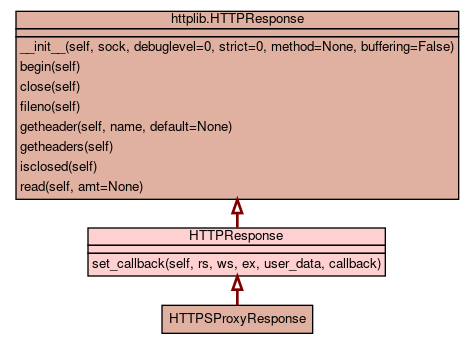 httplib.HTTPResponse
__init__(self, sock, debuglevel=0, strict=0, method=None, buffering=False)
begin(self)
close(self)
fileno(self)
getheader(self, name, default=None)
getheaders(self)
isclosed(self)
read(self, amt=None)
HTTPResponse
set_callback(self, rs, ws, ex, user_data, callback)
HTTPSProxyResponse